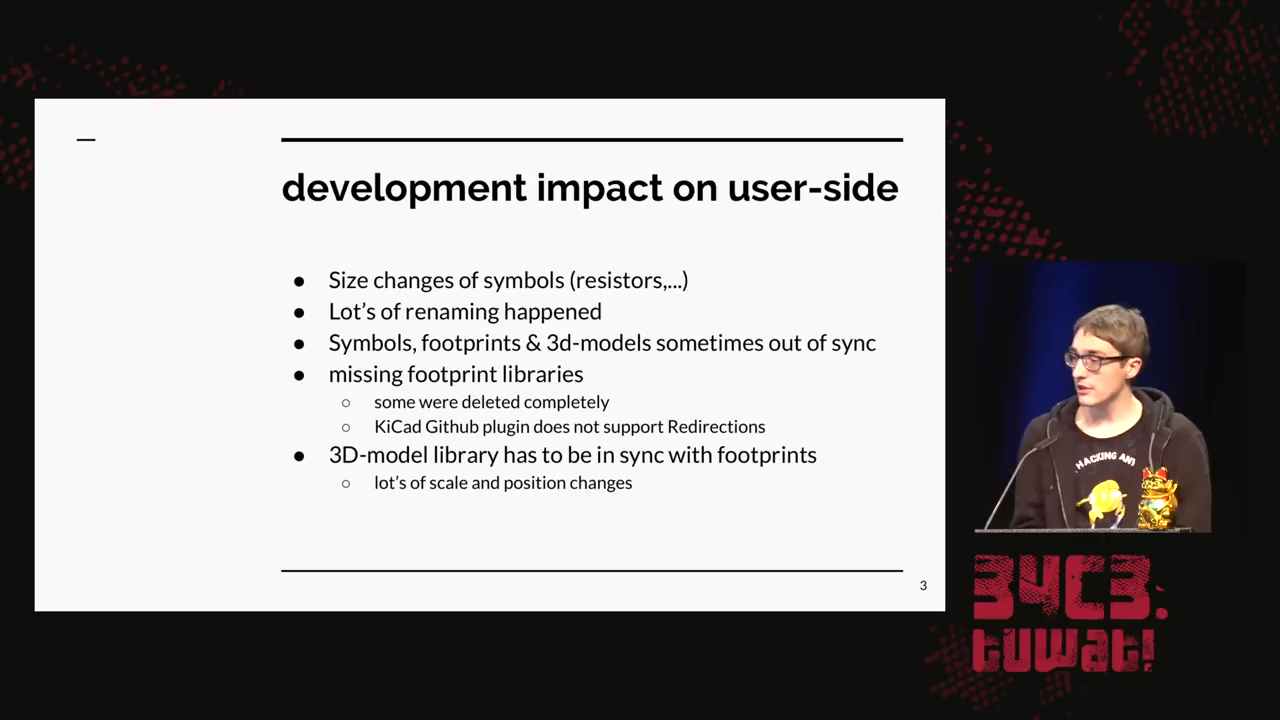 development impact on user-side
● Size changes of symbols (resistors,...)
● Lot's of renaming happened
● Symbols, footprints & 3d-models sometimes out of sync
● missing footprint libraries
○ some were deleted completely
○ KiCad Github plugin does not support Redirections
● 3D-model library has to be in sync with footprints
○ lot's of scale and position changes
3
HACKING
34C3.
tuwat!